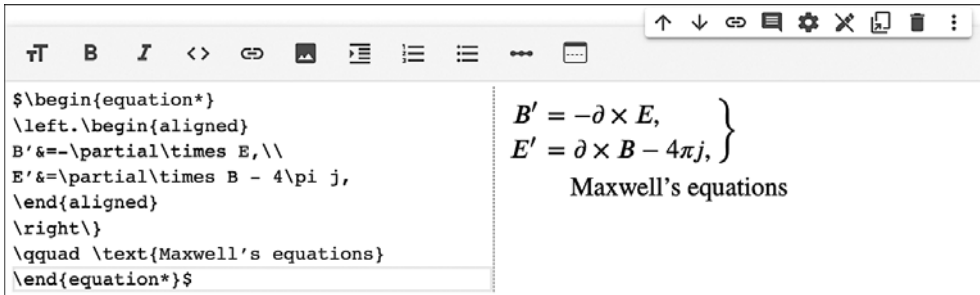 TT B I <>
$\begin{equation*}
\left.\begin{aligned}
B'&=-\partial\times E,\\
E'&=\partial\times B - 4\pi j,
\end{aligned}
\right\}
\qquad \text{Maxwell's equations}
\end{equation*}$
B′ = −∂ × E,
E′ = ∂ × B − 4πj, }
Maxwell's equations